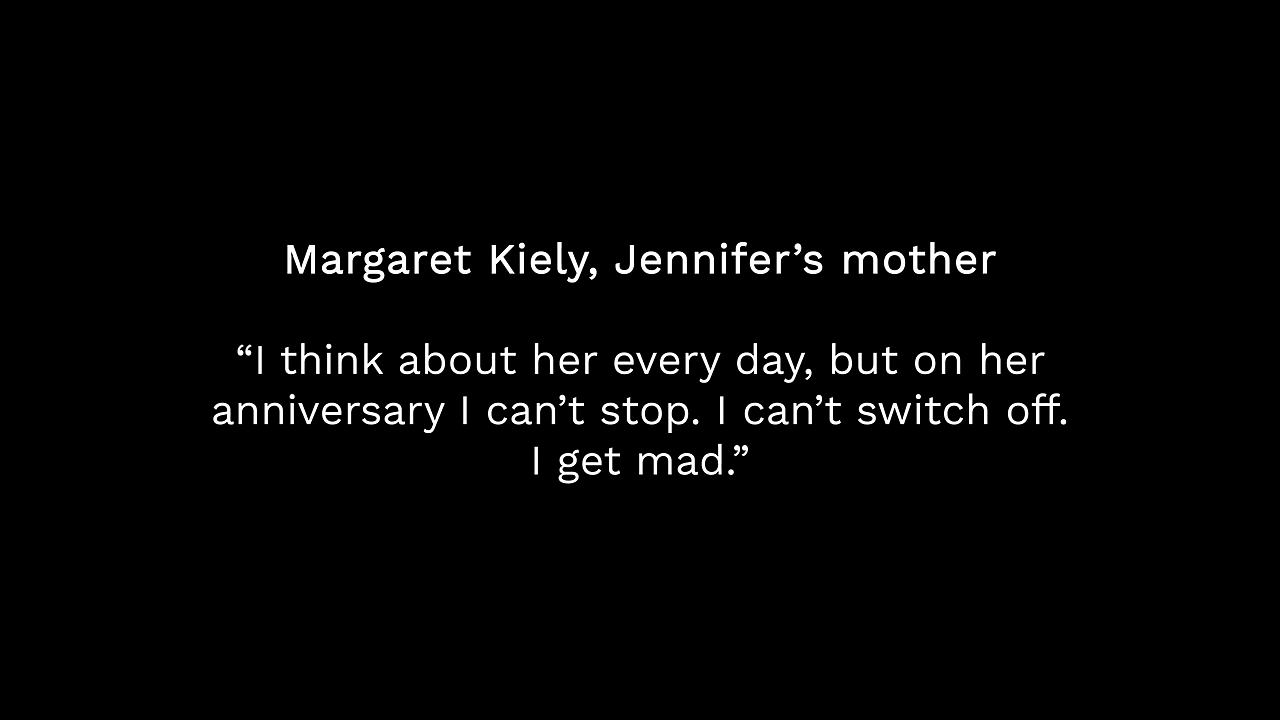 Margaret Kiely, Jennifer’s mother
“I think about her every day, but on her
anniversary I can’t stop. I can’t switch off.
I get mad.”